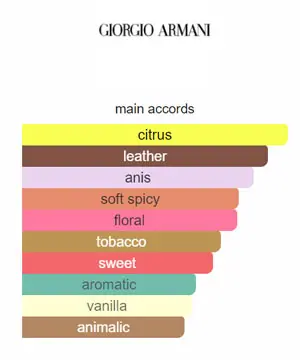 GIORGIO ARMANI
main accords
citrus
leather
anis
soft spicy
floral
tobacco
sweet
aromatic
vanilla
animalic